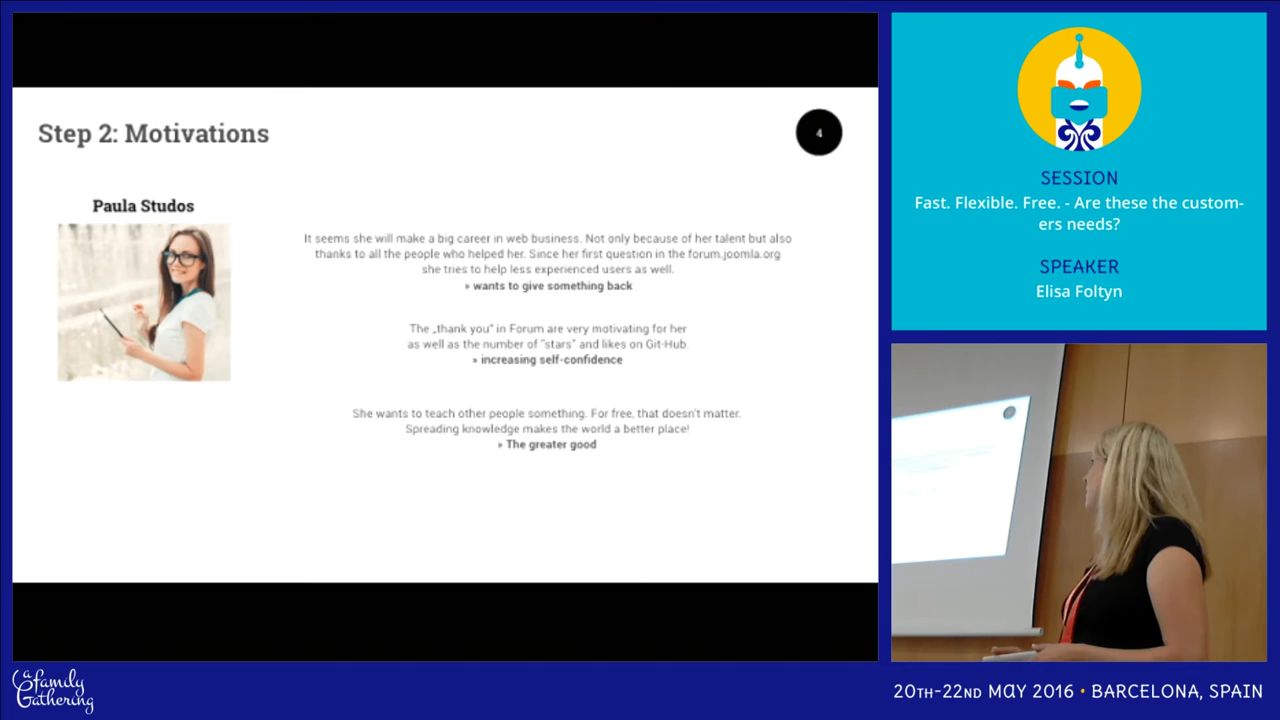 Step 2: Motivations
4
Paula Studos
It seems she will make a big career in web business. Not only because of her talent but also
thanks to all the people who helped her. Since her first question in the forum.joomla.org
she tries to help less experienced users as well.
» wants to give something back
The „thank you" in Forum are very motivating for her
as well as the number of "stars" and likes on Git-Hub.
» increasing self-confidence
She wants to teach other people something. For free, that doesn't matter.
Spreading knowledge makes the world a better place!
» The greater good
SESSION
Fast. Flexible. Free. - Are these the custom-
ers needs?
SPEAKER
Elisa Foltyn
a family
Gathering
20TH-22ND MAY 2016 • BARCELONA, SPAIN